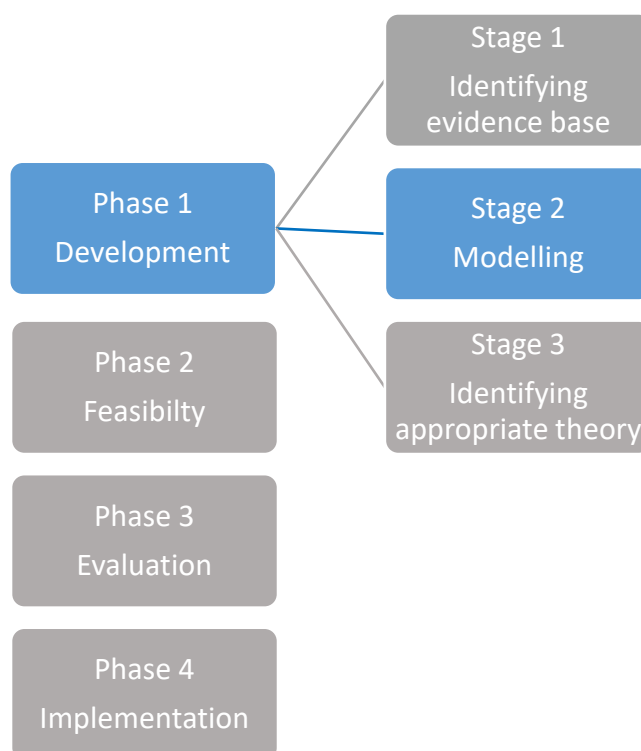 Phase 1
Development
Phase 2
Feasibilty
Phase 3
Evaluation
Phase 4
Implementation
Stage 1
Identifying
evidence base
Stage 2
Modelling
Stage 3
Identifying
appropriate theory